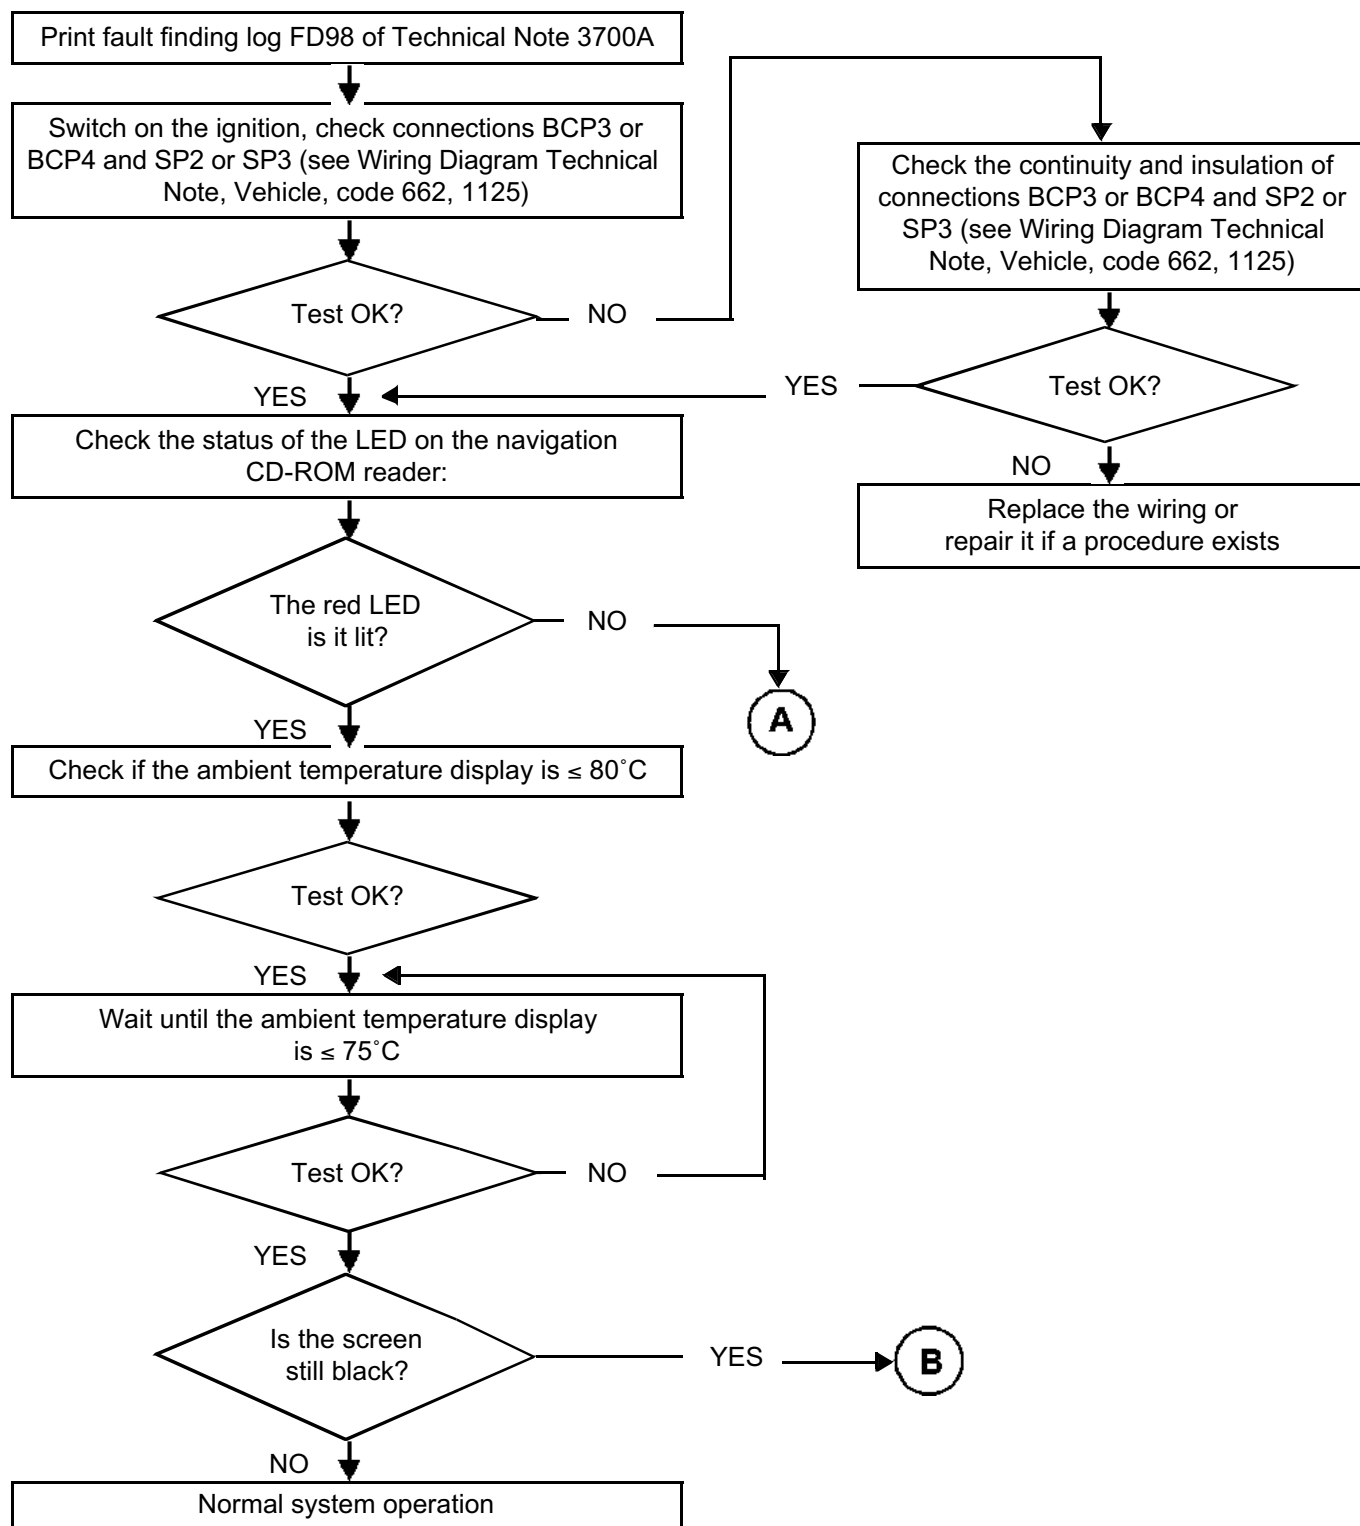 Print fault finding log FD98 of Technical Note 3700A
Switch on the ignition, check connections BCP3 or
BCP4 and SP2 or SP3 (see Wiring Diagram Technical
Note, Vehicle, code 662, 1125)
Test OK?
NO
Check the continuity and insulation of
connections BCP3 or BCP4 and SP2 or
SP3 (see Wiring Diagram Technical
Note, Vehicle, code 662, 1125)
Test OK?
YES
NO
Replace the wiring or
repair it if a procedure exists
YES
Check the status of the LED on the navigation
CD-ROM reader:
The red LED
is it lit?
NO
A
YES
Check if the ambient temperature display is ≤ 80˚C
Test OK?
YES
Wait until the ambient temperature display
is ≤ 75˚C
Test OK?
NO
YES
Is the screen
still black?
YES
B
NO
Normal system operation